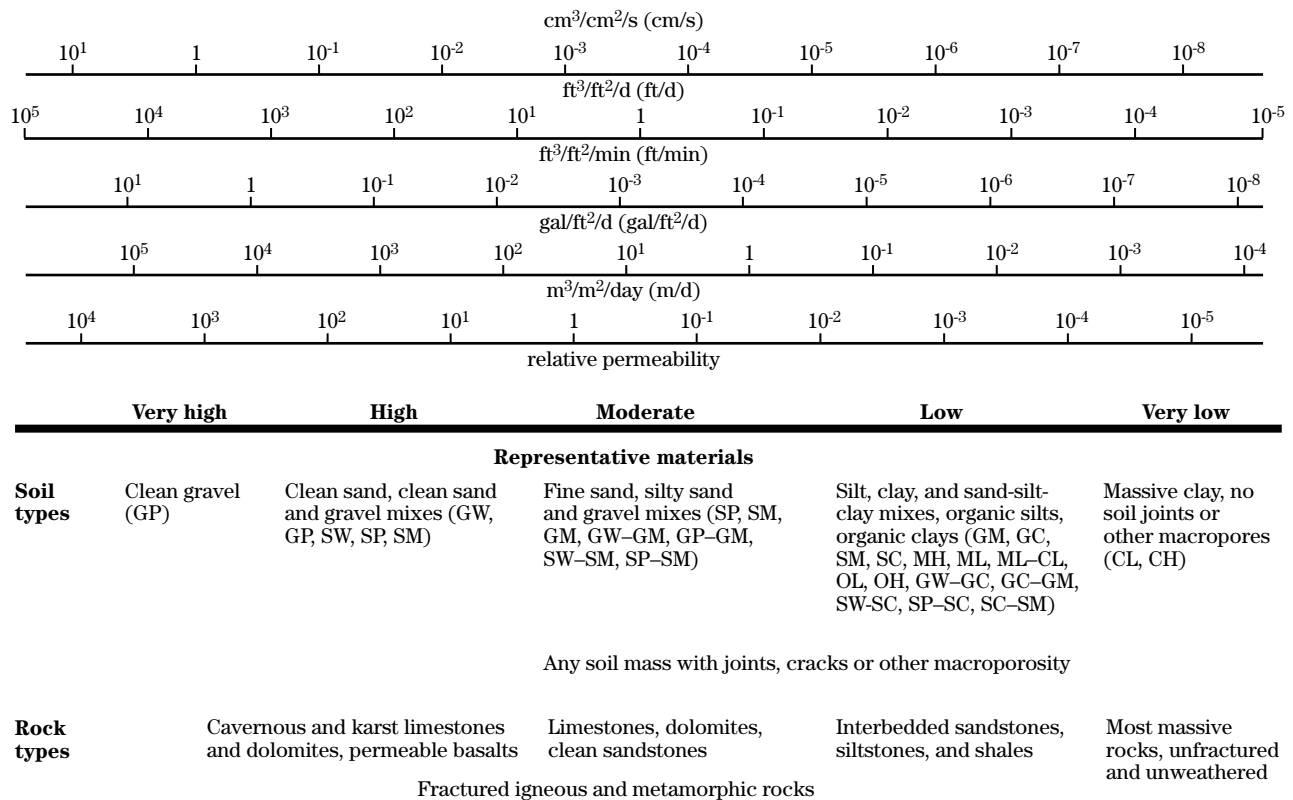 cm³/cm²/s (cm/s)
10¹ 1 10⁻¹ 10⁻² 10⁻³ 10⁻⁴ 10⁻⁵ 10⁻⁶ 10⁻⁷ 10⁻⁸
ft³/ft²/d (ft/d)
10⁵ 10⁴ 10³ 10² 10¹ 1 10⁻¹ 10⁻² 10⁻³ 10⁻⁴ 10⁻⁵
ft³/ft²/min (ft/min)
10¹ 1 10⁻¹ 10⁻² 10⁻³ 10⁻⁴ 10⁻⁵ 10⁻⁶ 10⁻⁷ 10⁻⁸
gal/ft²/d (gal/ft²/d)
10⁵ 10⁴ 10³ 10² 10¹ 1 10⁻¹ 10⁻² 10⁻³ 10⁻⁴
m³/m²/day (m/d)
10⁴ 10³ 10² 10¹ 1 10⁻¹ 10⁻² 10⁻³ 10⁻⁴ 10⁻⁵
relative permeability
Very high High Moderate Low Very low
Representative materials
Soil
types
Clean gravel
(GP)
Clean sand, clean sand
and gravel mixes (GW,
GP, SW, SP, SM)
Fine sand, silty sand
and gravel mixes (SP, SM,
GM, GW–GM, GP–GM,
SW–SM, SP–SM)
Silt, clay, and sand-silt-
clay mixes, organic silts,
organic clays (GM, GC,
SM, SC, MH, ML, ML–CL,
OL, OH, GW–GC, GC–GM,
SW-SC, SP–SC, SC–SM)
Massive clay, no
soil joints or
other macropores
(CL, CH)
Any soil mass with joints, cracks or other macroporosity
Rock
types
Cavernous and karst limestones
and dolomites, permeable basalts
Limestones, dolomites,
clean sandstones
Interbedded sandstones,
siltstones, and shales
Most massive
rocks, unfractured
and unweathered
Fractured igneous and metamorphic rocks